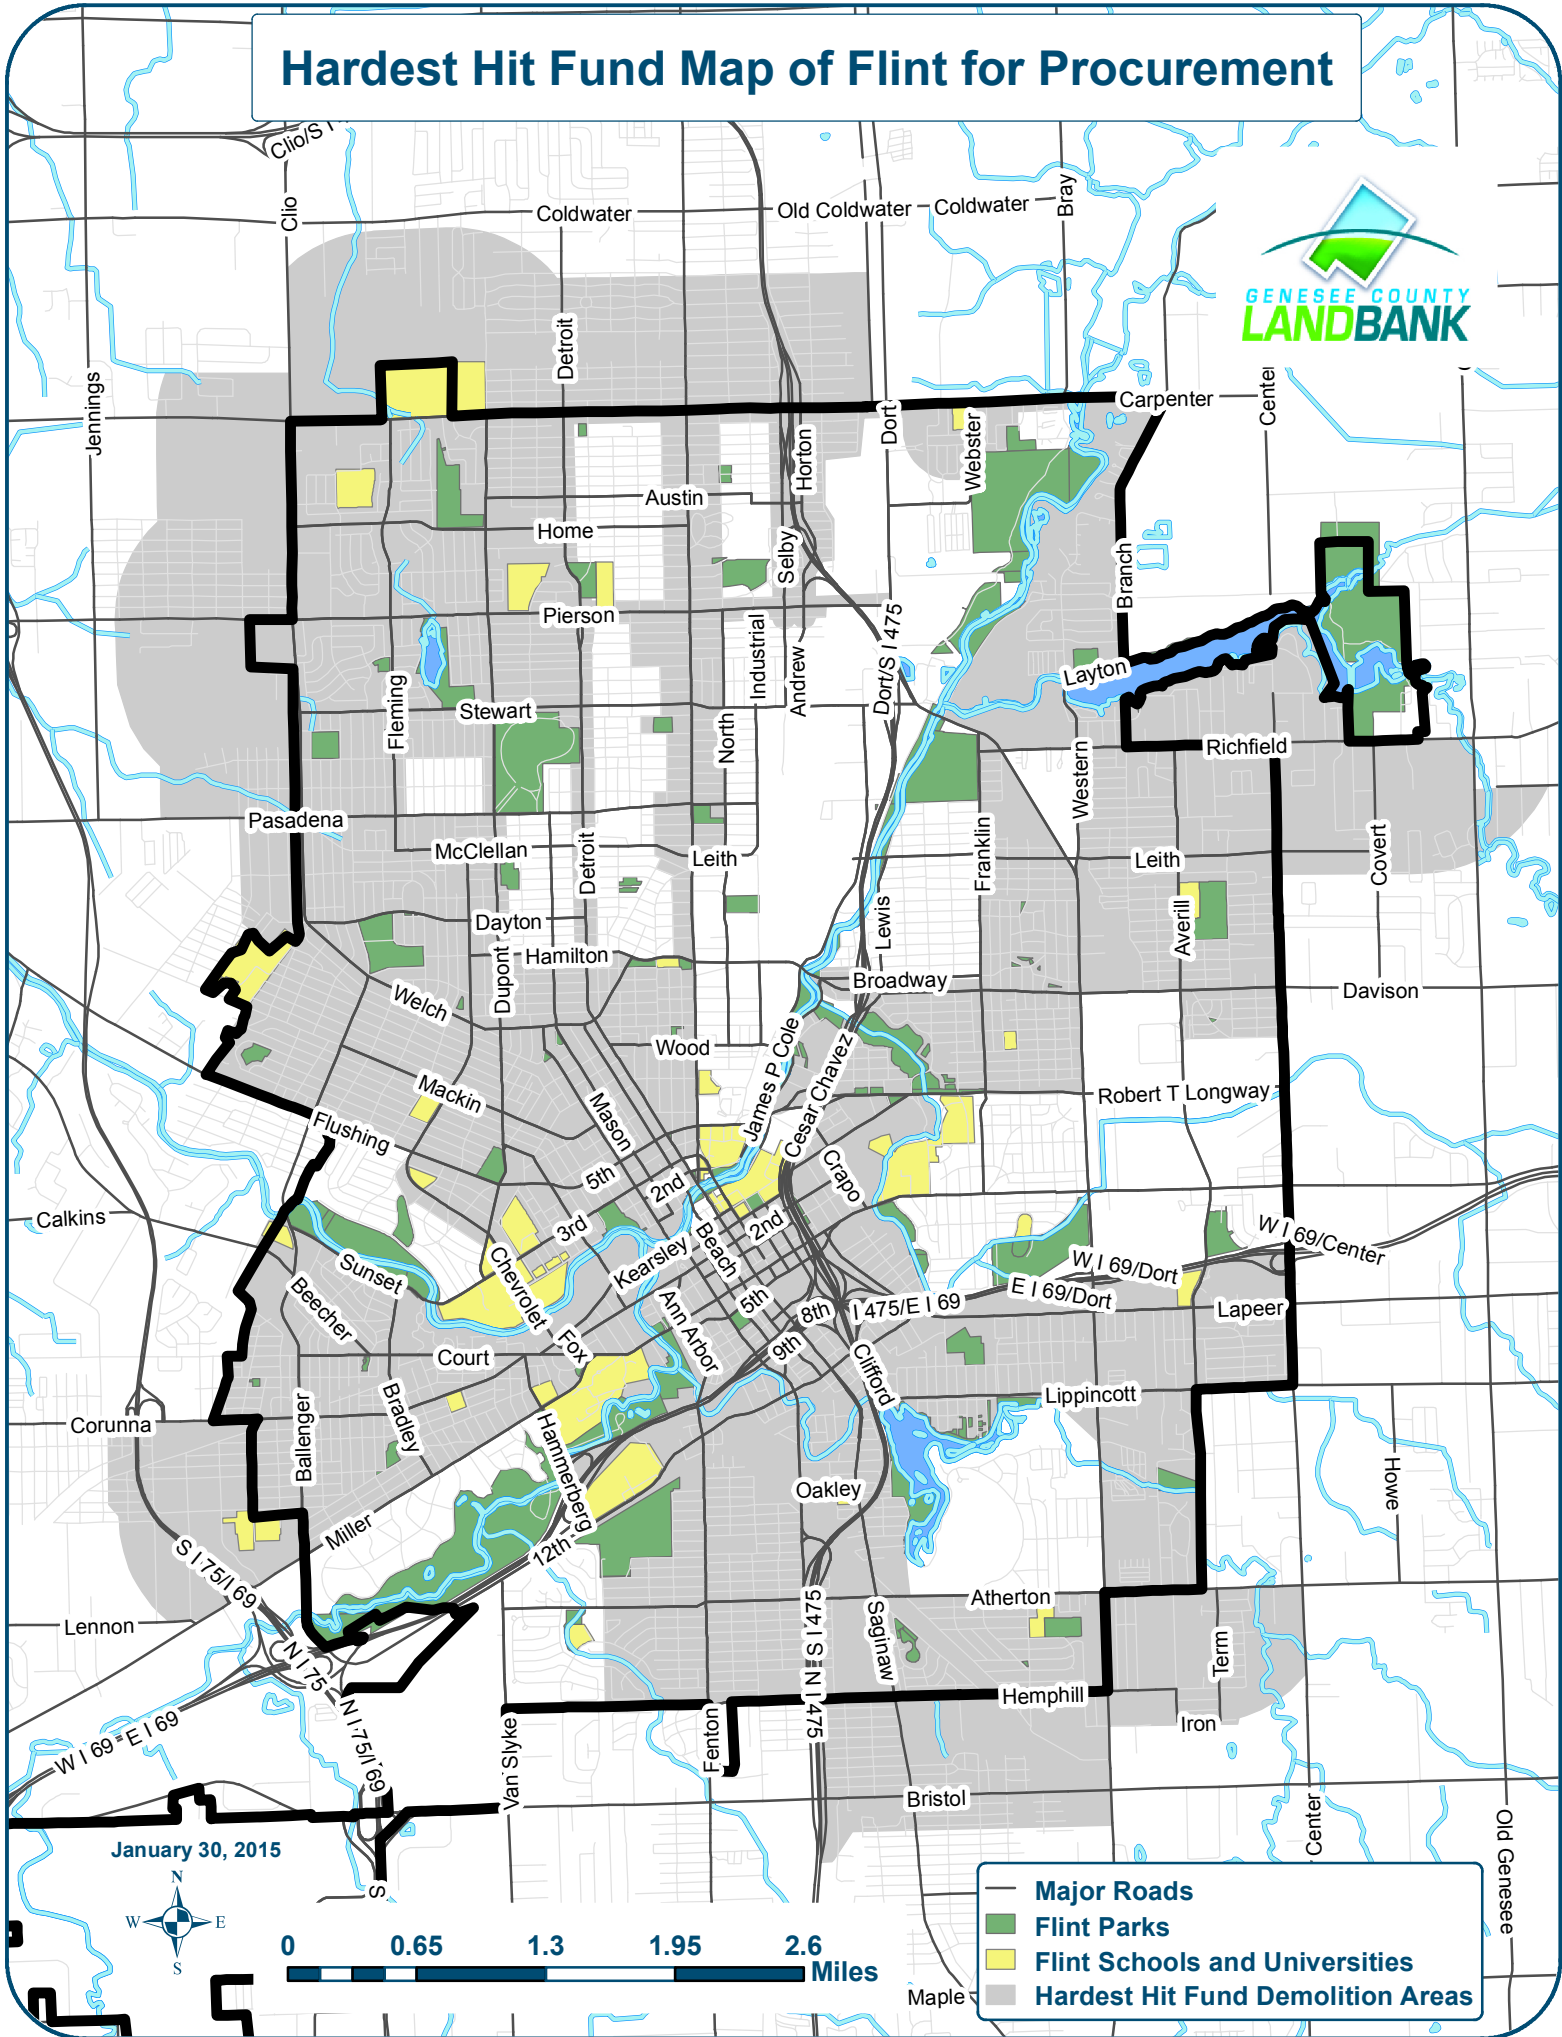 Hardest Hit Fund Map of Flint for Procurement
Clio/S I
Clio
Coldwater
Old Coldwater
Coldwater
Bray
GENESEE COUNTY
LANDBANK
Jennings
Detroit
Carpenter
Center
Dort
Webster
Horton
Austin
Home
Selby
Branch
Pierson
Industrial
Andrew
Dort/S I 475
Layton
Fleming
Stewart
North
Richfield
Western
Pasadena
McClellan
Detroit
Leith
Franklin
Leith
Covert
Dayton
Lewis
Averill
Hamilton
Dupont
Broadway
Davison
Welch
Wood
James P Cole
Cesar Chavez
Mackin
Mason
Robert T Longway
Flushing
5th
2nd
Crapo
Calkins
3rd
Beach
2nd
W I 69/Center
Sunset
Kearsley
Chevrolet
W I 69/Dort
E I 69/Dort
Beecher
Ann Arbor
5th
8th
I 475/E I 69
Lapeer
Fox
9th
Court
Clifford
Bradley
Lippincott
Corunna
Ballenger
Hammerberg
Oakley
Howe
Miller
S I 75/I 69
12th
Atherton
Lennon
S I 475
Saginaw
Term
N I 75
Hemphill
N I 75/I 69
N I 475
Iron
W I 69
E I 69
Van Slyke
Fenton
Bristol
Center
Old Genesee
January 30, 2015
S
N
W
E
S
0
0.65
1.3
1.95
2.6
Miles
Maple
Major Roads
Flint Parks
Flint Schools and Universities
Hardest Hit Fund Demolition Areas